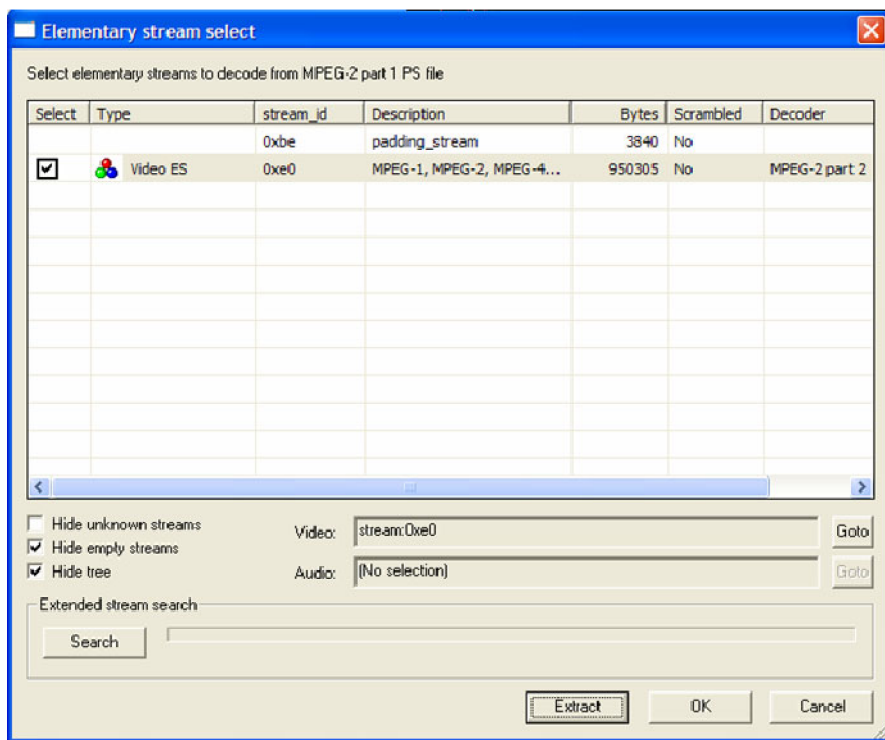 Elementary stream select
Select elementary streams to decode from MPEG-2 part 1 PS file
Select Type stream_id Description Bytes Scrambled Decoder
0xbe padding_stream 3840 No
Video ES 0xe0 MPEG-1, MPEG-2, MPEG-4... 950305 No MPEG-2 part 2
Hide unknown streams
Hide empty streams
Hide tree
Video: stream:0xe0 Goto
Audio: (No selection) Goto
Extended stream search
Search
Extract OK Cancel